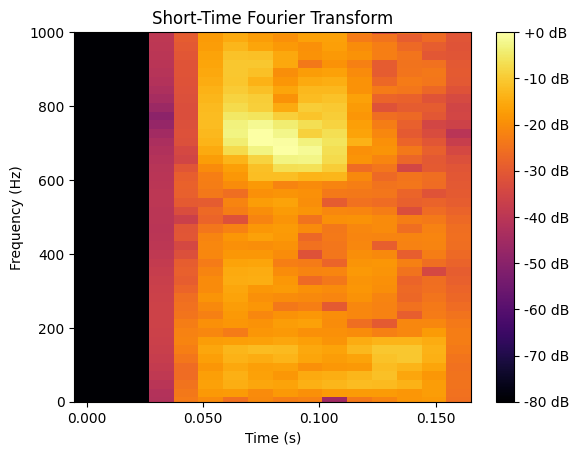 Short-Time Fourier Transform
Frequency (Hz)
1000
800
600
400
200
0
0.000
0.050
0.100
0.150
Time (s)
+0 dB
-10 dB
-20 dB
-30 dB
-40 dB
-50 dB
-60 dB
-70 dB
-80 dB